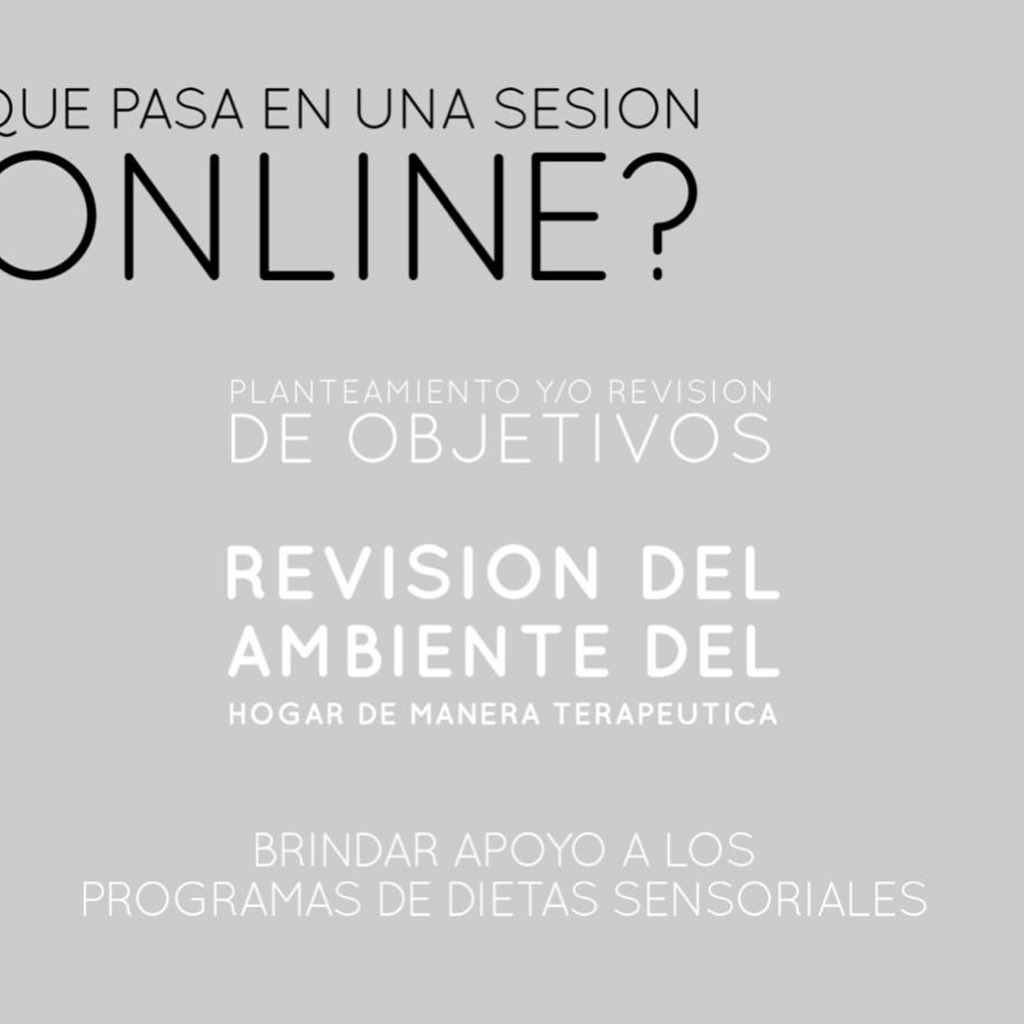 QUE PASA EN UNA SESION
ONLINE?
PLANTEAMIENTO Y/O REVISION
DE OBJETIVOS
REVISION DEL
AMBIENTE DEL
HOGAR DE MANERA TERAPEUTICA
BRINDAR APOYO A LOS
PROGRAMAS DE DIETAS SENSORIALES